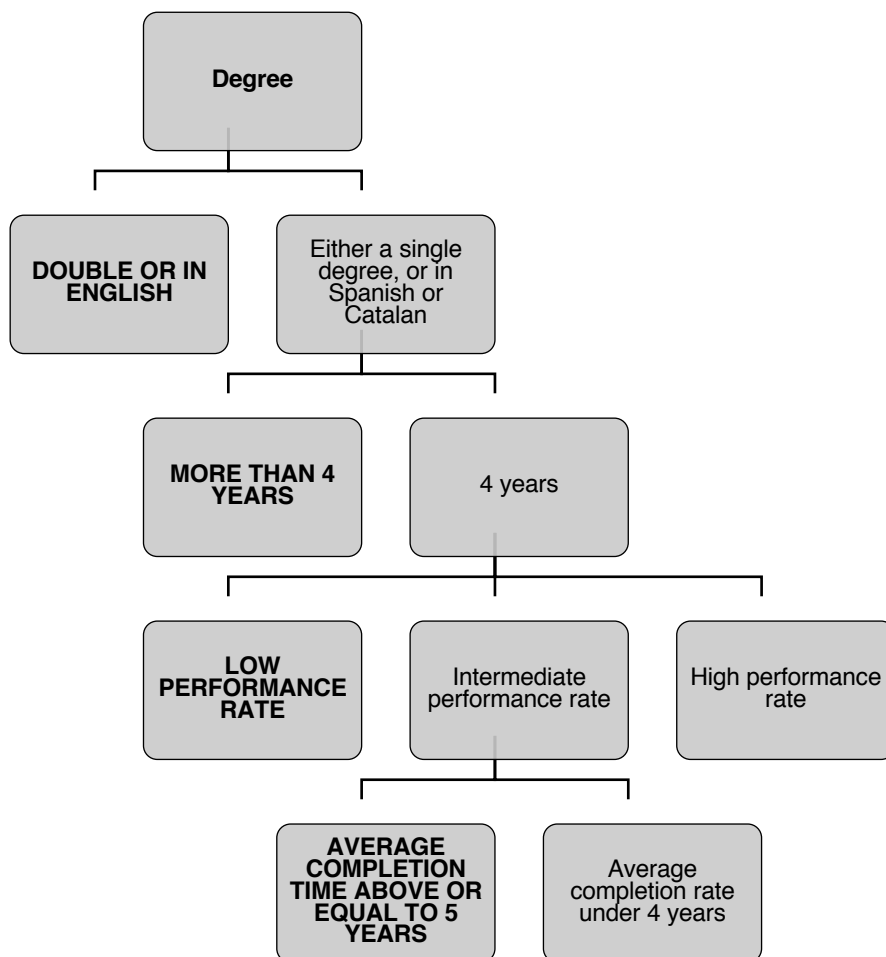 Degree
DOUBLE OR IN
ENGLISH
Either a single
degree, or in
Spanish or
Catalan
MORE THAN 4
YEARS
4 years
LOW
PERFORMANCE
RATE
Intermediate
performance rate
High performance
rate
AVERAGE
COMPLETION
TIME ABOVE OR
EQUAL TO 5
YEARS
Average
completion rate
under 4 years